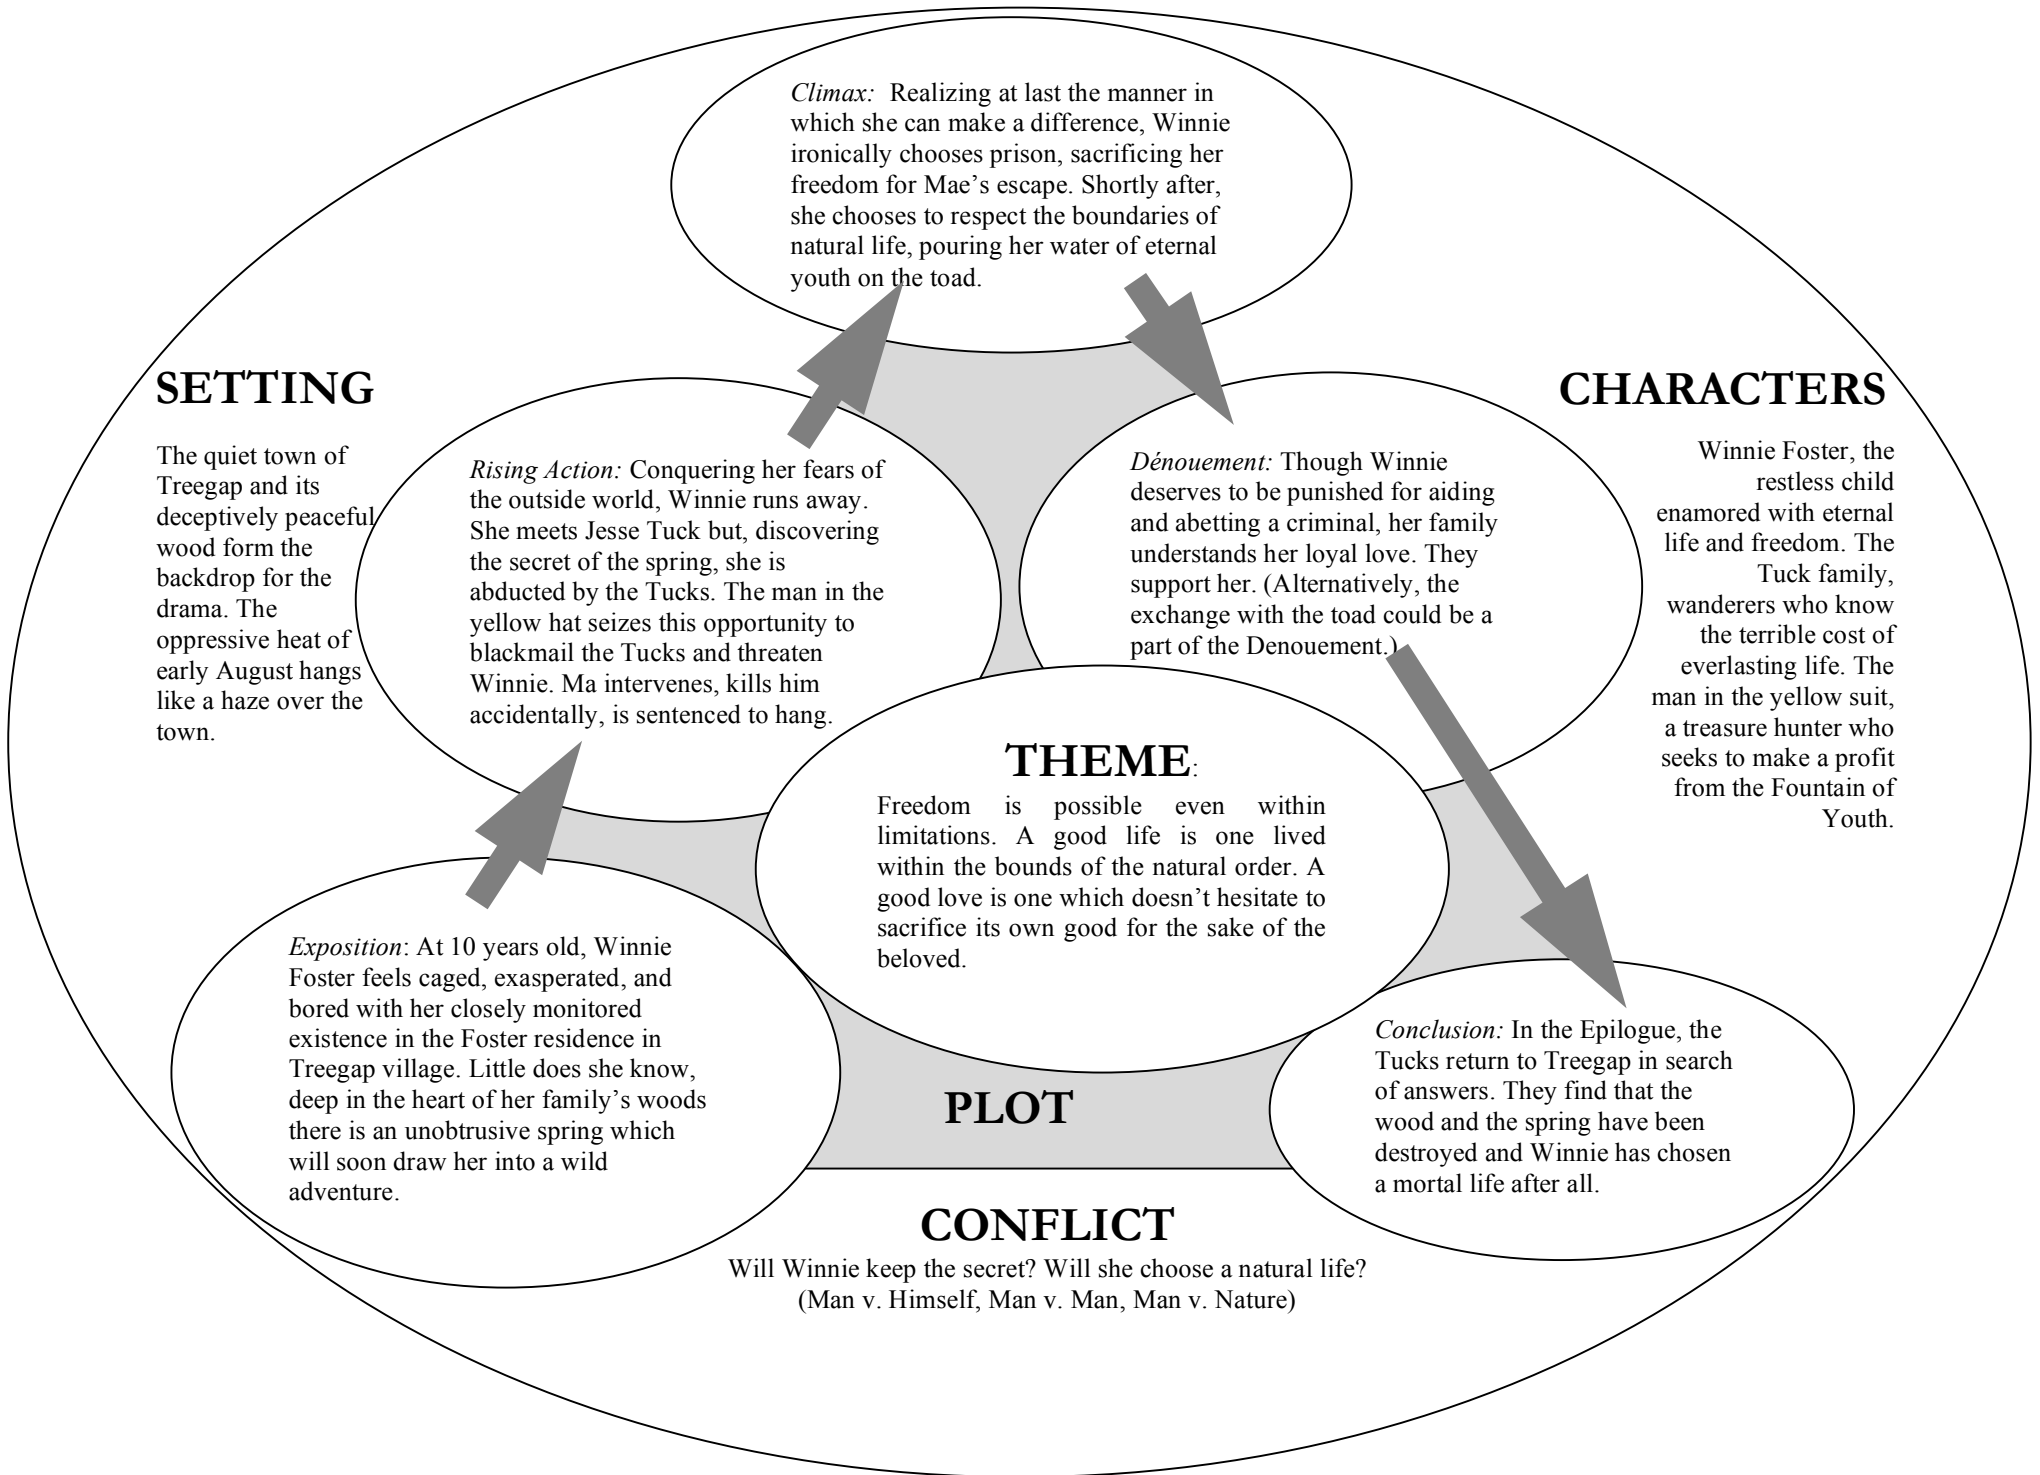 Climax: Realizing at last the manner in
which she can make a difference, Winnie
ironically chooses prison, sacrificing her
freedom for Mae’s escape. Shortly after,
she chooses to respect the boundaries of
natural life, pouring her water of eternal
youth on the toad.
SETTING
The quiet town of
Treegap and its
deceptively peaceful
wood form the
backdrop for the
drama. The
oppressive heat of
early August hangs
like a haze over the
town.
Rising Action: Conquering her fears of
the outside world, Winnie runs away.
She meets Jesse Tuck but, discovering
the secret of the spring, she is
abducted by the Tucks. The man in the
yellow hat seizes this opportunity to
blackmail the Tucks and threaten
Winnie. Ma intervenes, kills him
accidentally, is sentenced to hang.
Dénouement: Though Winnie
deserves to be punished for aiding
and abetting a criminal, her family
understands her loyal love. They
support her. (Alternatively, the
exchange with the toad could be a
part of the Denouement.)
CHARACTERS
Winnie Foster, the
restless child
enamored with eternal
life and freedom. The
Tuck family,
wanderers who know
the terrible cost of
everlasting life. The
man in the yellow suit,
a treasure hunter who
seeks to make a profit
from the Fountain of
Youth.
THEME:
Freedom is possible even within
limitations. A good life is one lived
within the bounds of the natural order. A
good love is one which doesn’t hesitate to
sacrifice its own good for the sake of the
beloved.
Exposition: At 10 years old, Winnie
Foster feels caged, exasperated, and
bored with her closely monitored
existence in the Foster residence in
Treegap village. Little does she know,
deep in the heart of her family’s woods
there is an unobtrusive spring which
will soon draw her into a wild
adventure.
Conclusion: In the Epilogue, the
Tucks return to Treegap in search
of answers. They find that the
wood and the spring have been
destroyed and Winnie has chosen
a mortal life after all.
PLOT
CONFLICT
Will Winnie keep the secret? Will she choose a natural life?
(Man v. Himself, Man v. Man, Man v. Nature)